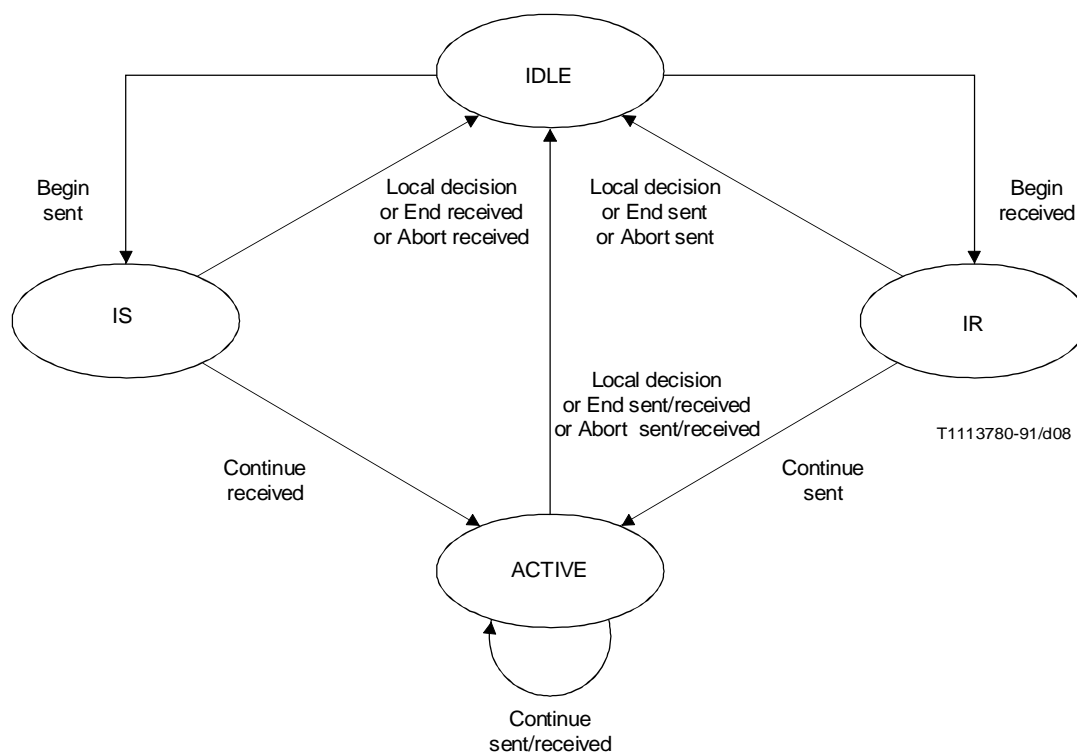 IDLE
Begin
sent
Local decision
or End received
or Abort received
Local decision
or End sent
or Abort sent
Begin
received
IS
IR
Local decision
or End sent/received
or Abort sent/received
T1113780-91/d08
Continue
received
Continue
sent
ACTIVE
Continue
sent/received